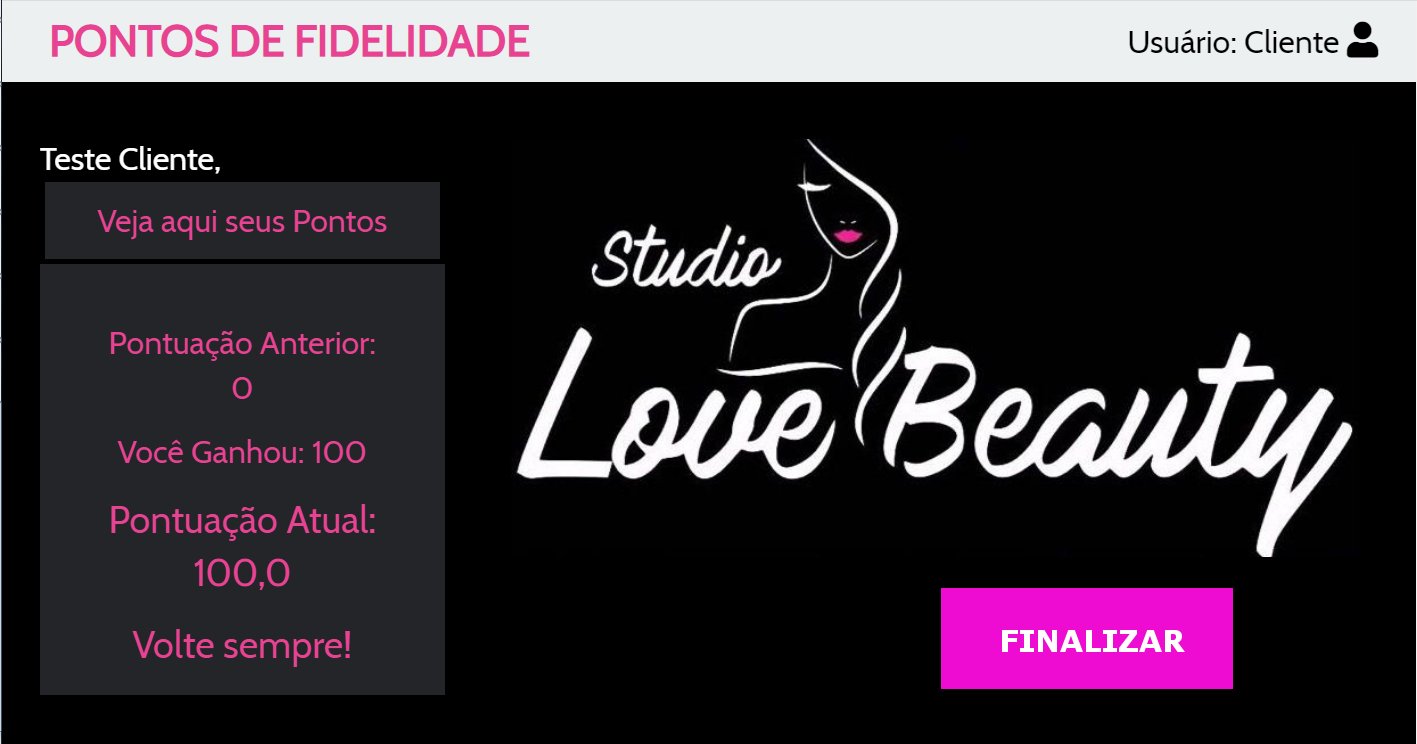 PONTOS DE FIDELIDADE
Usuário: Cliente
Teste Cliente,
Veja aqui seus Pontos
Pontuação Anterior:
0
Você Ganhou: 100
Pontuação Atual:
100,0
Volte sempre!
Studio
Love Beauty
FINALIZAR